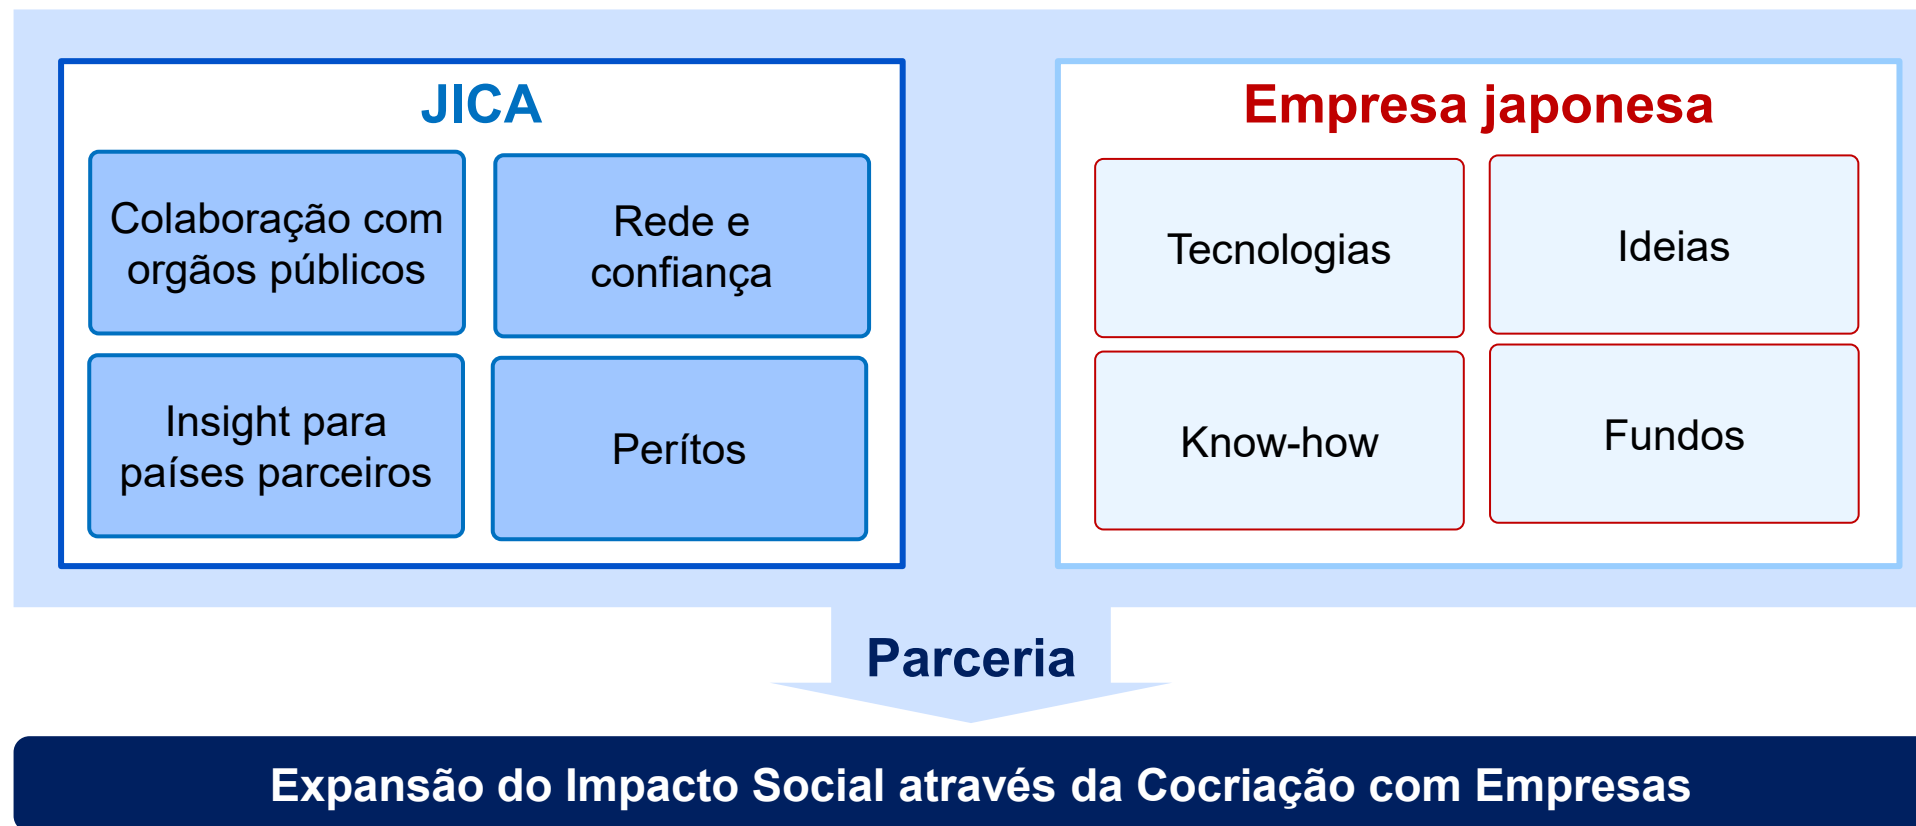 JICA
Colaboração com
orgãos públicos
Rede e
confiança
Insight para
países parceiros
Perítos
Empresa japonesa
Tecnologias
Ideias
Know-how
Fundos
Parceria
Expansão do Impacto Social através da Cocriação com Empresas